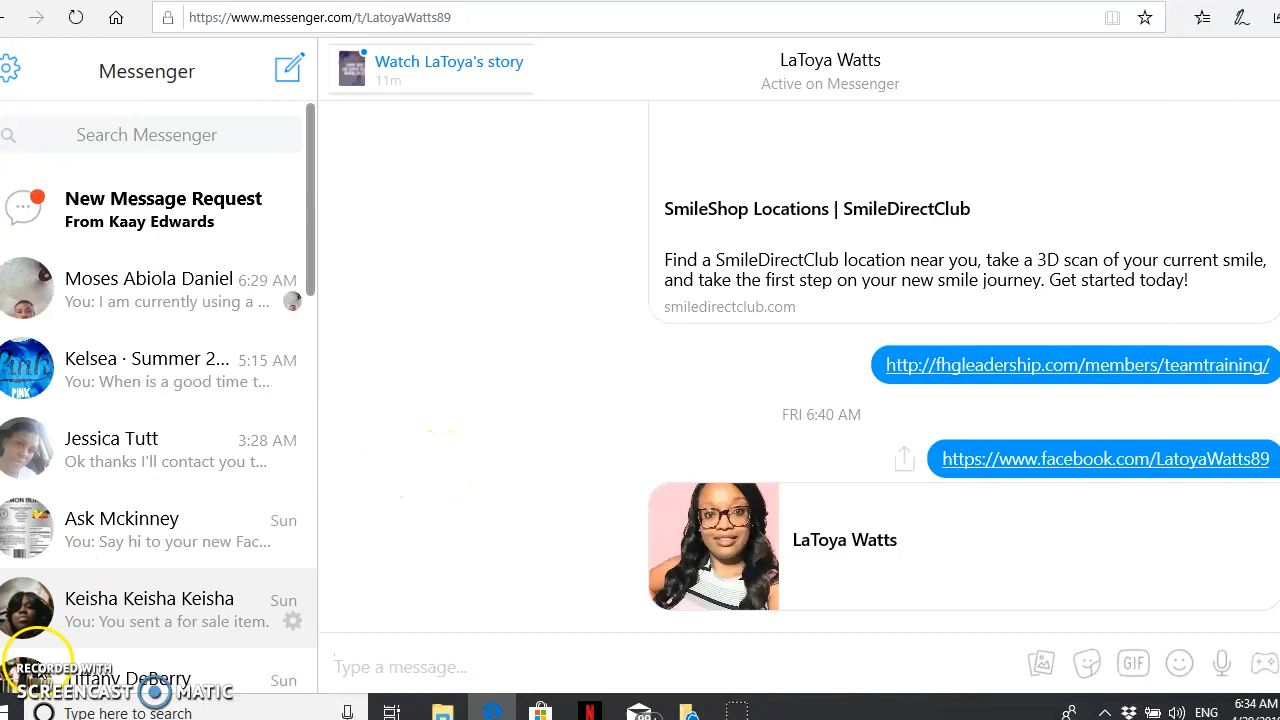 https://www.messenger.com/t/LatoyaWatts89
Messenger
Search Messenger
New Message Request
From Kaay Edwards
Moses Abiola Daniel 6:29 AM
You: I am currently using a ...
Kelsea · Summer 2... 5:15 AM
You: When is a good time t...
PINK
Jessica Tutt 3:28 AM
Ok thanks I'll contact you t...
Ask Mckinney Sun
You: Say hi to your new Fac...
Keisha Keisha Keisha Sun
You: You sent a for sale item.
Tiffany DeBerry Sun
RECORDED WITH
SCREENCAST MATIC
Type here to search
Watch LaToya's story
11m
LaToya Watts
Active on Messenger
SmileShop Locations | SmileDirectClub
Find a SmileDirectClub location near you, take a 3D scan of your current smile,
and take the first step on your new smile journey. Get started today!
smiledirectclub.com
http://fhgleadership.com/members/teamtraining/
FRI 6:40 AM
https://www.facebook.com/LatoyaWatts89
LaToya Watts
Type a message...
GIF
ENG
6:34 AM